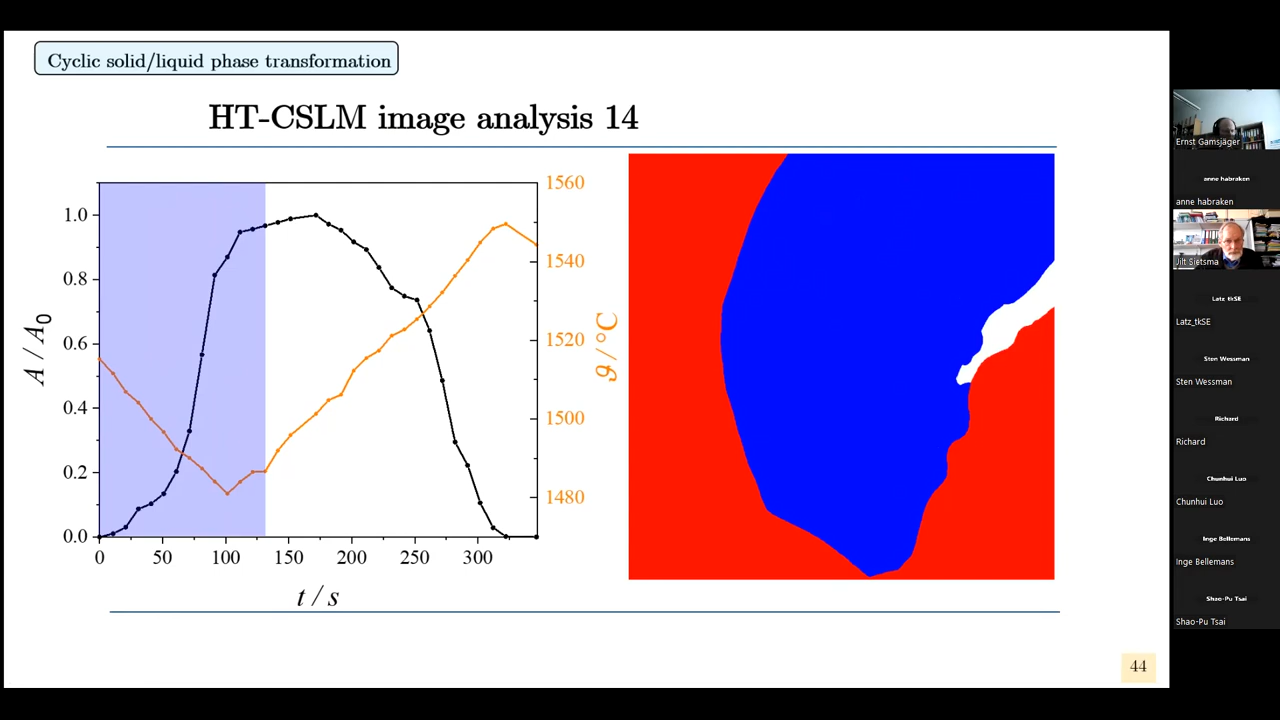 Cyclic solid/liquid phase transformation
HT-CSLM image analysis 14
1.0
0.8
0.6
0.4
0.2
0.0
A / A0
0
50
100
150
200
250
300
t / s
1560
1540
1520
1500
1480
ϑ / °C
44
Ernst Gamsjäger
anne habraken
anne habraken
Jilt Sietsma
Latz_tkSE
Latz_tkSE
Sten Wessman
Sten Wessman
Richard
Richard
Chunhui Luo
Chunhui Luo
Inge Bellemans
Inge Bellemans
Shao-Pu Tsai
Shao-Pu Tsai